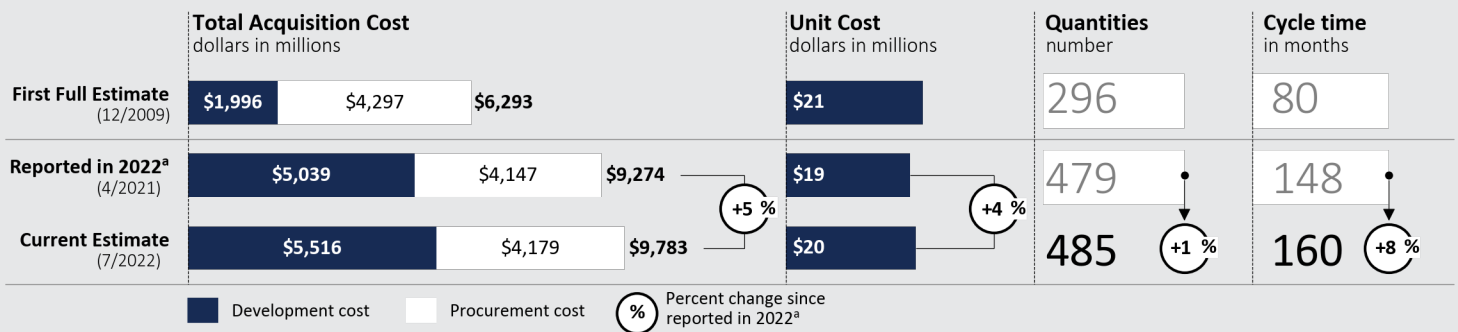 Total Acquisition Cost
dollars in millions
Unit Cost
dollars in millions
Quantities
number
Cycle time
in months
First Full Estimate
(12/2009)
$1,996 $4,297 $6,293
$21
296
80
Reported in 2022ᵃ
(4/2021)
$5,039 $4,147 $9,274
$19
479
148
+5 %
+4 %
Current Estimate
(7/2022)
$5,516 $4,179 $9,783
$20
485 +1 %
160 +8 %
Development cost
Procurement cost
%
Percent change since
reported in 2022ᵃ